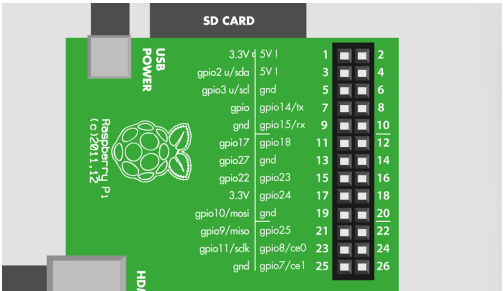 SD CARD
USB
POWER
Raspberry Pi
(c)2011,12
3.3V 5V ! 1 2
gpio2 u/sda 5V ! 3 4
gpio3 u/scl gnd 5 6
gpio gpio14/tx 7 8
gnd gpio15/rx 9 10
gpio17 gpio18 11 12
gpio27 gnd 13 14
gpio22 gpio23 15 16
3.3V gpio24 17 18
gpio10/mosi gnd 19 20
gpio9/miso gpio25 21 22
gpio11/sclk gpio8/ce0 23 24
gnd gpio7/ce1 25 26